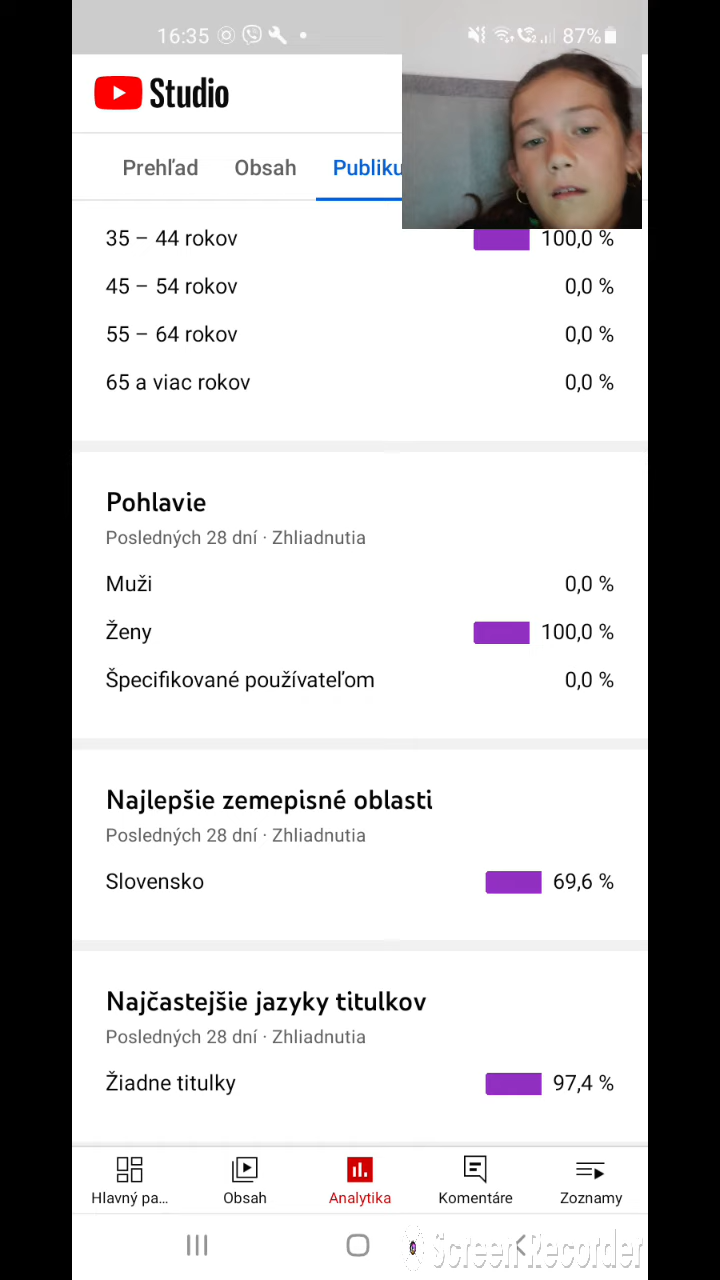 16:35
87%
Studio
Prehľad Obsah Publiku
35 – 44 rokov 100,0 %
45 – 54 rokov 0,0 %
55 – 64 rokov 0,0 %
65 a viac rokov 0,0 %
Pohlavie
Posledných 28 dní · Zhliadnutia
Muži 0,0 %
Ženy 100,0 %
Špecifikované používateľom 0,0 %
Najlepšie zemepisné oblasti
Posledných 28 dní · Zhliadnutia
Slovensko 69,6 %
Najčastejšie jazyky titulkov
Posledných 28 dní · Zhliadnutia
Žiadne titulky 97,4 %
Hlavný pa... Obsah Analytika Komentáre Zoznamy
Screen Recorder